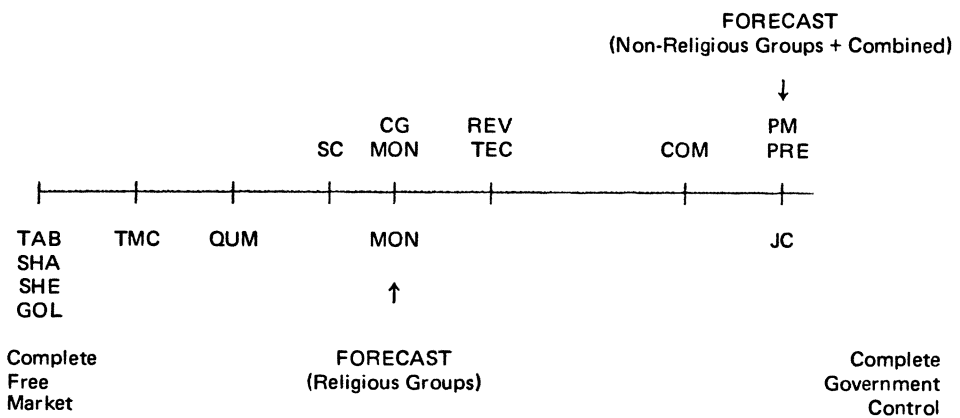 FORECAST
(Non-Religious Groups + Combined)
↓
CG REV PM
SC MON TEC COM PRE
TAB TMC QUM MON JC
SHA
SHE
GOL
↑
Complete FORECAST Complete
Free (Religious Groups) Government
Market Control